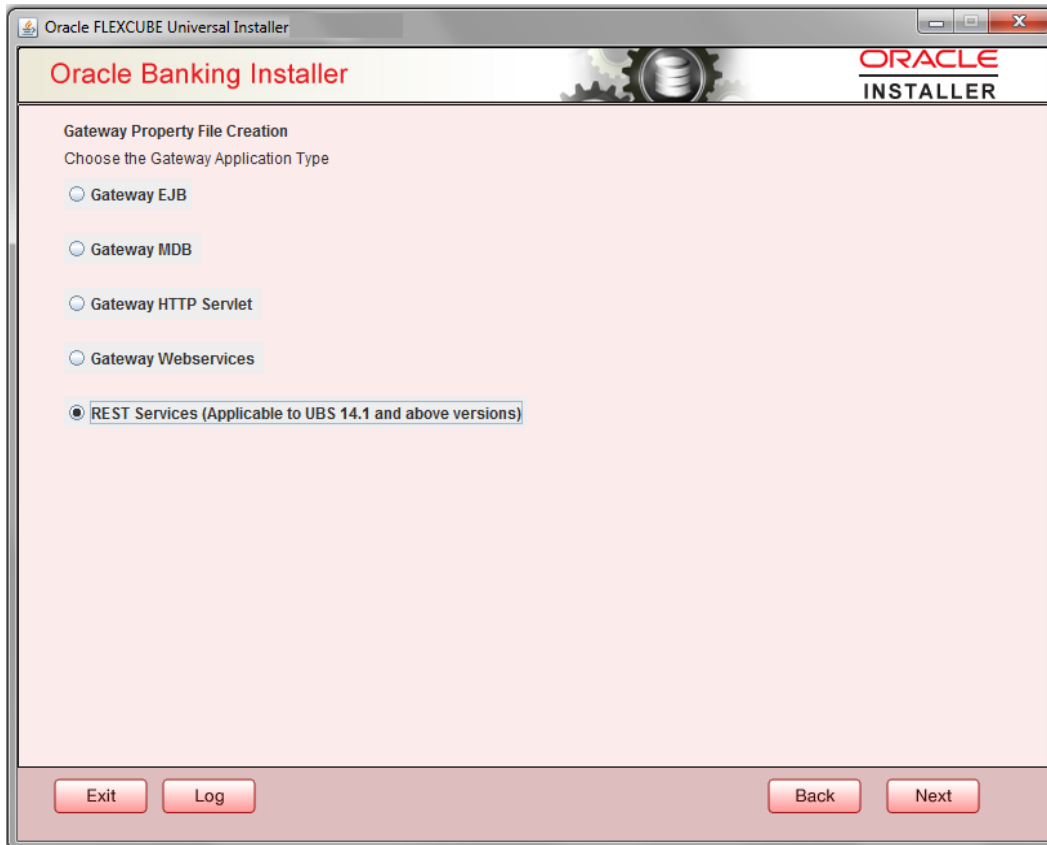 Oracle FLEXCUBE Universal Installer
Oracle Banking Installer
ORACLE
INSTALLER
Gateway Property File Creation
Choose the Gateway Application Type
Gateway EJB
Gateway MDB
Gateway HTTP Servlet
Gateway Webservices
REST Services (Applicable to UBS 14.1 and above versions)
Exit
Log
Back
Next